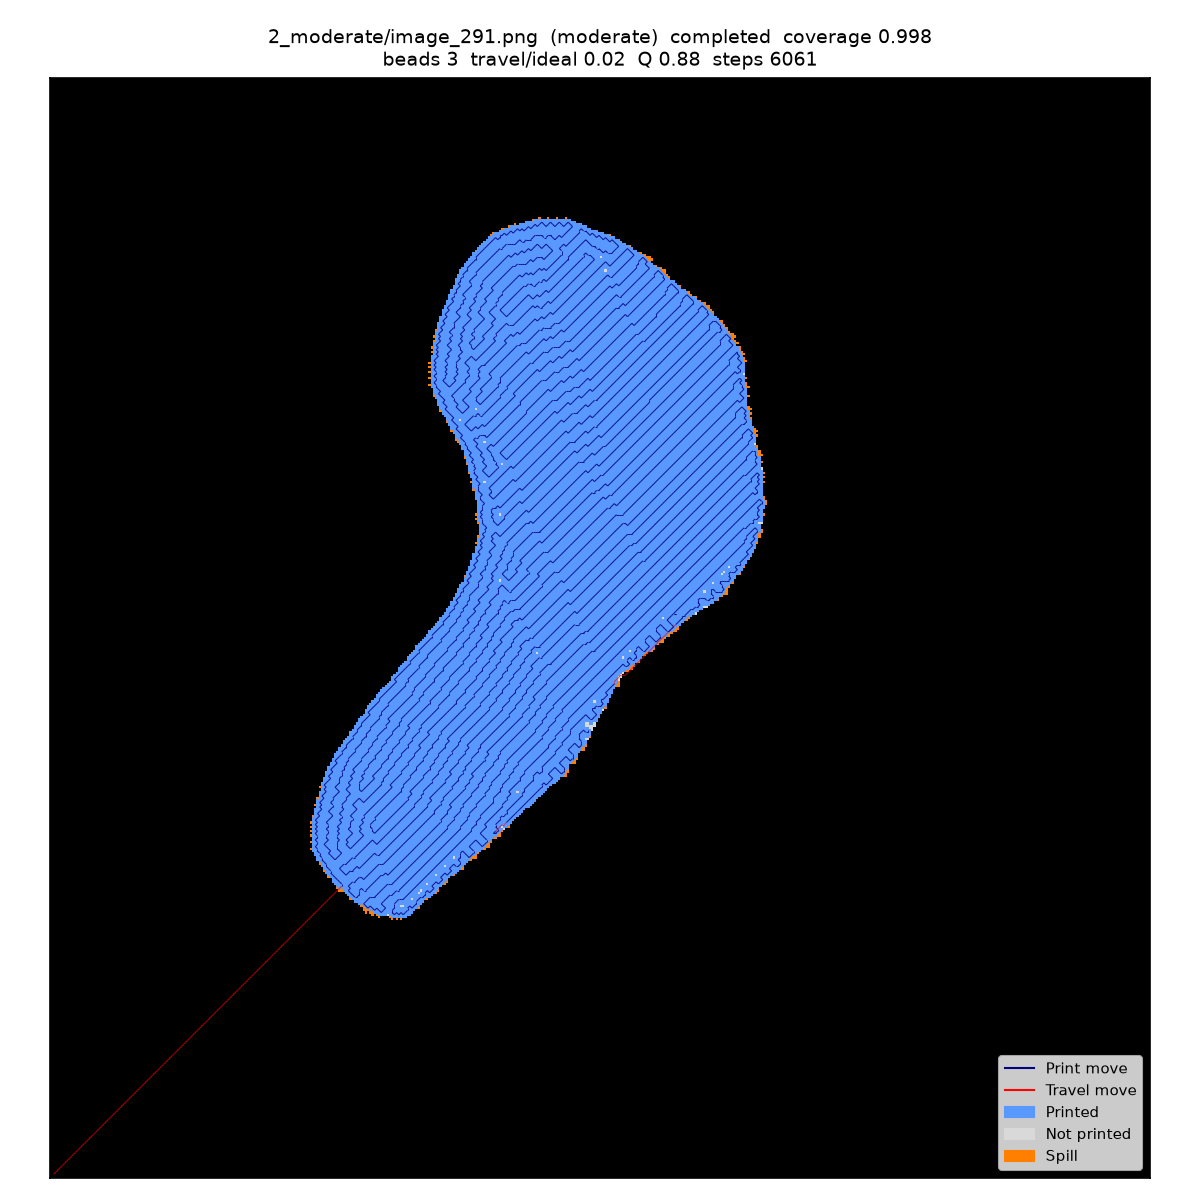 2_moderate/image_291.png  (moderate)  completed  coverage 0.998
beads 3  travel/ideal 0.02  Q 0.88  steps 6061
Print move
Travel move
Printed
Not printed
Spill